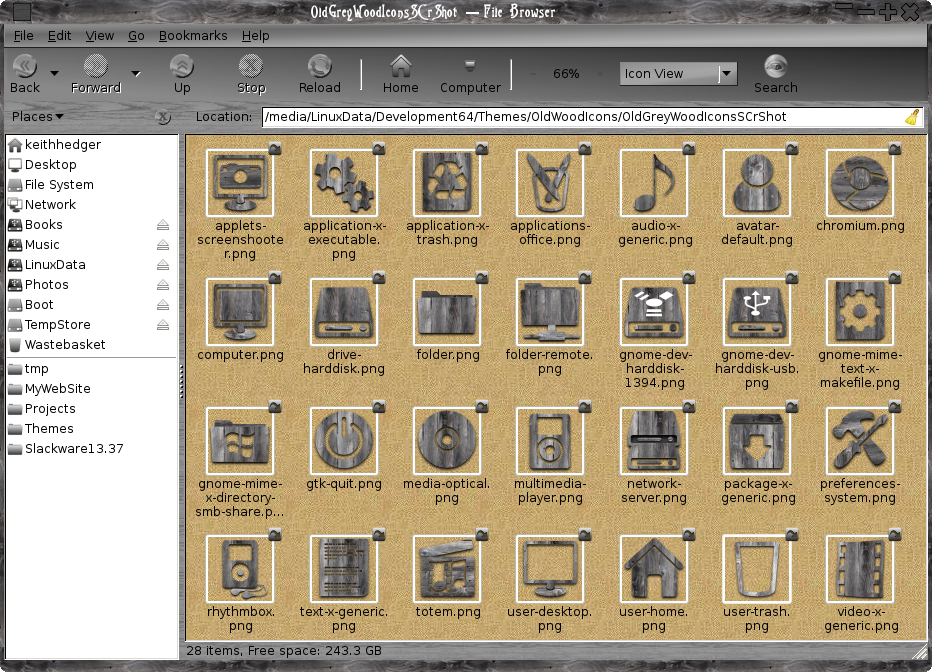 OldGreyWoodIconsSCrShot — File Browser
File Edit View Go Bookmarks Help
Back Forward Up Stop Reload Home Computer 66% Icon View Search
Places Location: /media/LinuxData/Development64/Themes/OldWoodIcons/OldGreyWoodIconsSCrShot
keithhedger
Desktop
File System
Network
Books
Music
LinuxData
Photos
Boot
TempStore
Wastebasket
tmp
MyWebSite
Projects
Themes
Slackware13.37
applets-
screenshoote
r.png
application-x-
executable.
png
application-x-
trash.png
applications-
office.png
audio-x-
generic.png
avatar-
default.png
chromium.png
computer.png
drive-
harddisk.png
folder.png
folder-remote.
png
gnome-dev-
harddisk-
1394.png
gnome-dev-
harddisk-usb.
png
gnome-mime-
text-x-
makefile.png
gnome-mime-
x-directory-
smb-share.p...
gtk-quit.png
media-optical.
png
multimedia-
player.png
network-
server.png
package-x-
generic.png
preferences-
system.png
rhythmbox.
png
text-x-generic.
png
totem.png
user-desktop.
png
user-home.
png
user-trash.
png
video-x-
generic.png
28 items, Free space: 243.3 GB